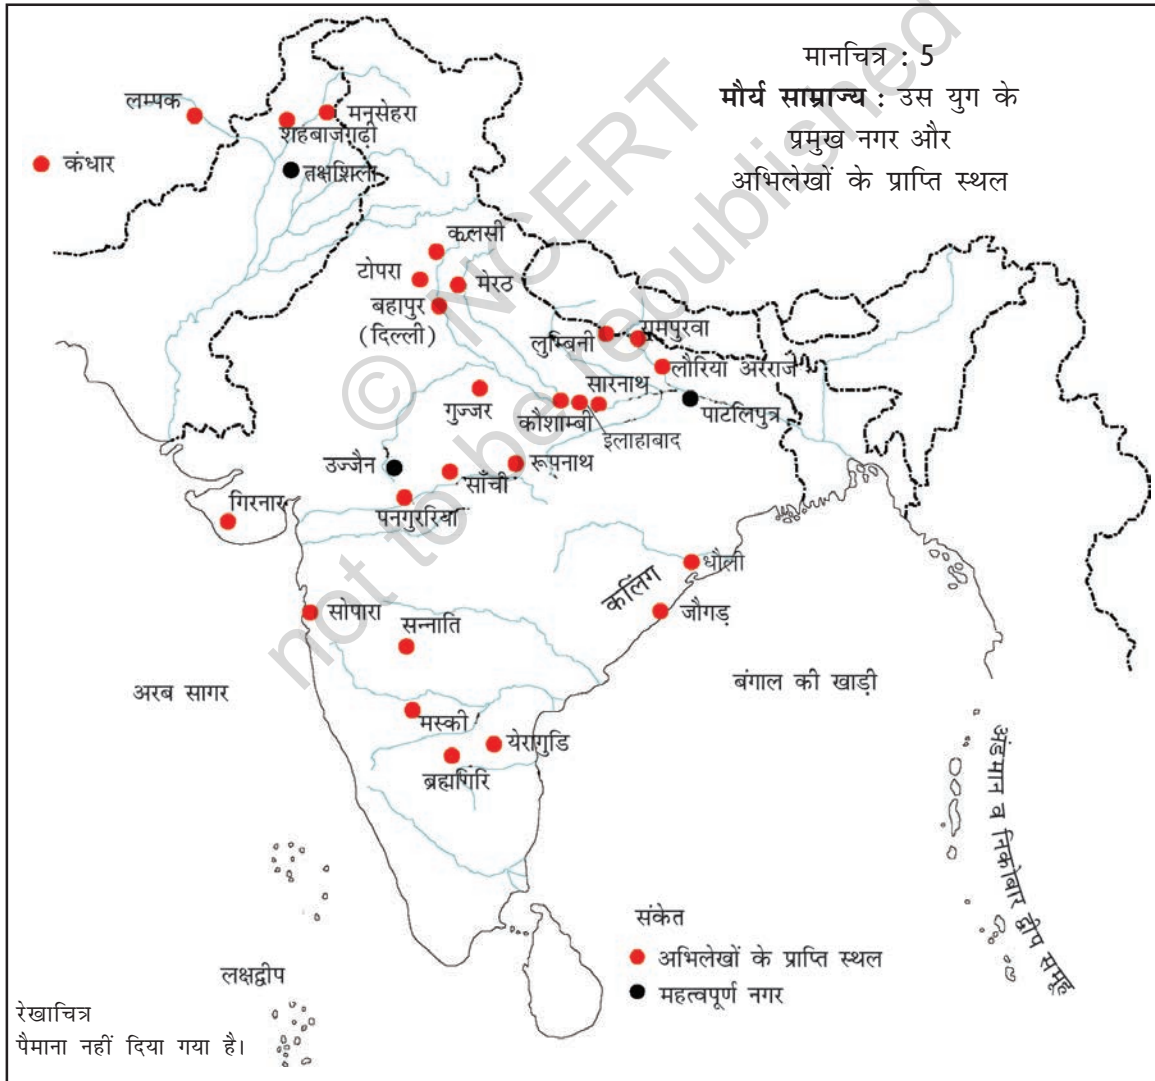 मानचित्र : 5
मौर्य साम्राज्य : उस युग के
प्रमुख नगर और
अभिलेखों के प्राप्ति स्थल
लम्पक
मनसेहरा
शहबाजगढी
कंधार
तक्षशिला
कलसी
टोपरा
मेरठ
बहापुर
(दिल्ली)
लुम्बिनी
रामपुरवा
लौरिया अरराज
सारनाथ
गुज्जर
कौशाम्बी
इलाहाबाद
पाटलिपुत्र
उज्जैन
साँची
रूपनाथ
गिरनार
पनगुररिया
धौली
कलिंग
जौगड़
सोपारा
सन्नाति
अरब सागर
बंगाल की खाड़ी
मस्की
येरागुडि
ब्रह्मगिरि
अंडमान व निकोबार द्वीप समूह
संकेत
अभिलेखों के प्राप्ति स्थल
महत्वपूर्ण नगर
लक्षद्वीप
रेखाचित्र
पैमाना नहीं दिया गया है।
© NCERT
not to be republished